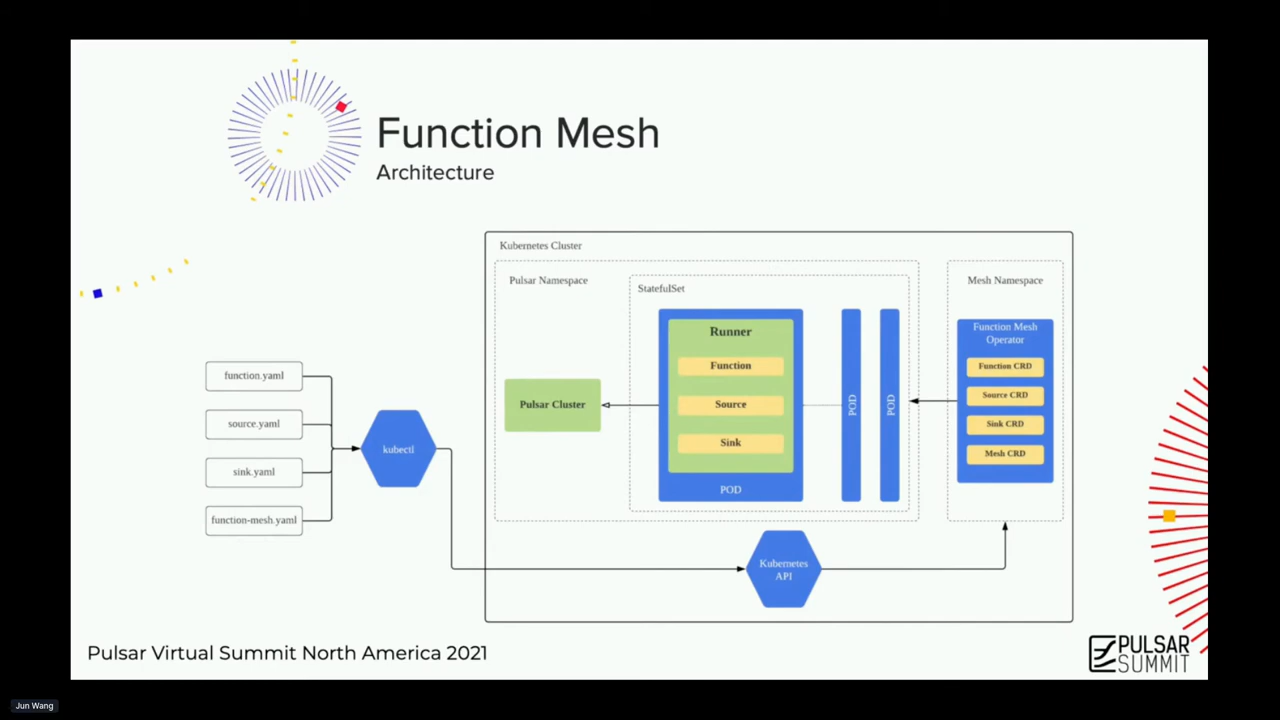 Function Mesh
Architecture
Kubernetes Cluster
Pulsar Namespace
StatefulSet
Mesh Namespace
Runner
Function
Source
Sink
POD
POD
POD
Pulsar Cluster
Function Mesh
Operator
Function CRD
Source CRD
Sink CRD
Mesh CRD
function.yaml
source.yaml
sink.yaml
function-mesh.yaml
kubectl
Kubernetes
API
Pulsar Virtual Summit North America 2021
PULSAR
SUMMIT
Jun Wang